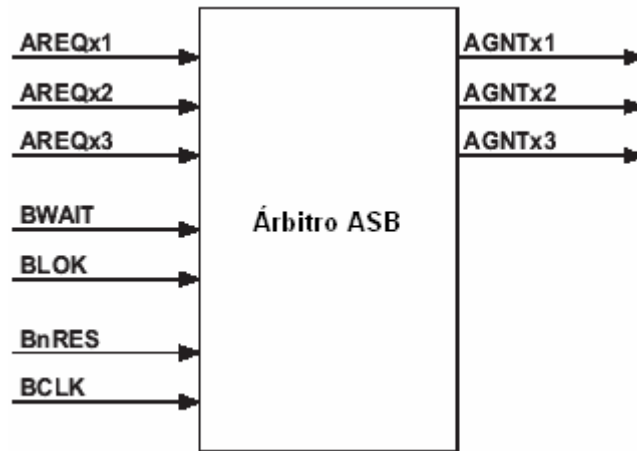 AREQx1
AREQx2
AREQx3
BWAIT
BLOK
BnRES
BCLK
Árbitro ASB
AGNTx1
AGNTx2
AGNTx3